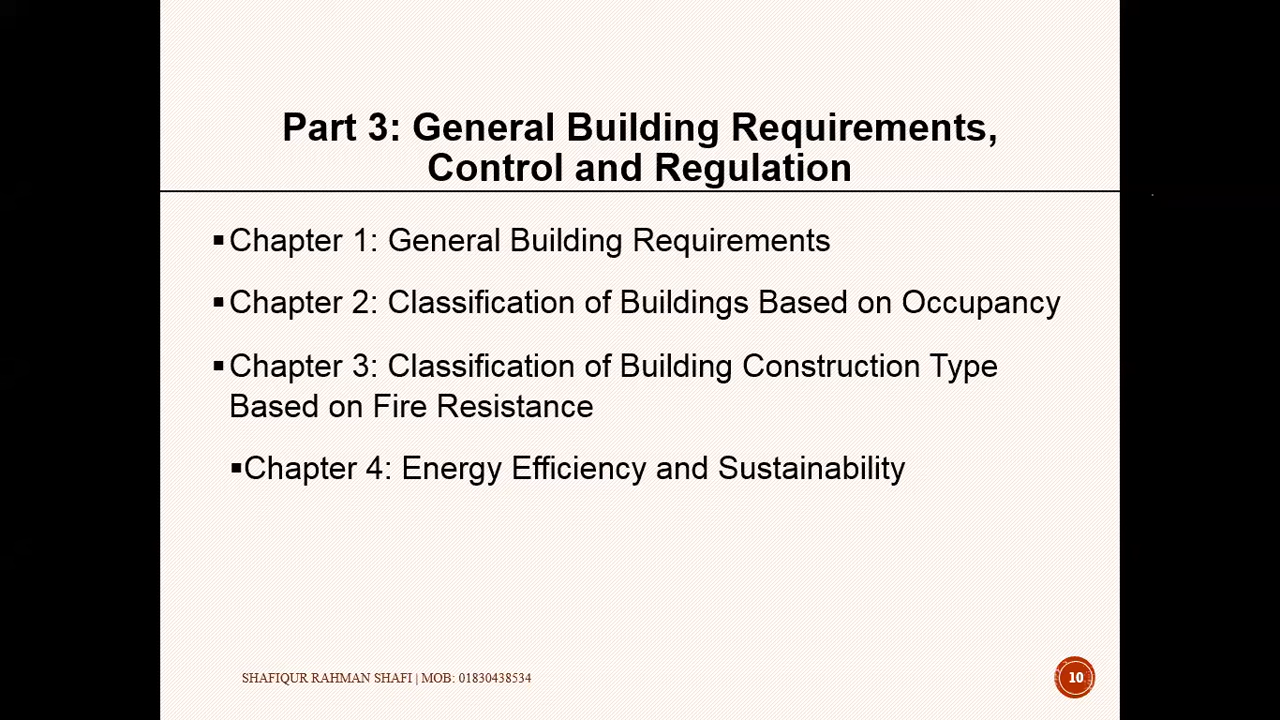 Part 3: General Building Requirements,
Control and Regulation
▪Chapter 1: General Building Requirements
▪Chapter 2: Classification of Buildings Based on Occupancy
▪Chapter 3: Classification of Building Construction Type
Based on Fire Resistance
▪Chapter 4: Energy Efficiency and Sustainability
SHAFIQUR RAHMAN SHAFI | MOB: 01830438534
10